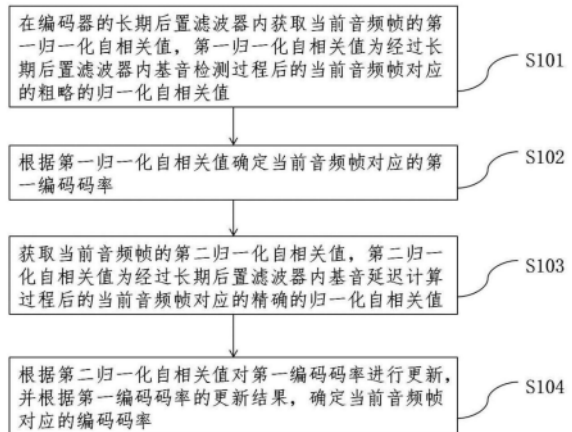 在编码器的长期后置滤波器内获取当前音频帧的第
一归一化自相关值，第一归一化自相关值为经过长
期后置滤波器内基音检测过程后的当前音频帧对应
的粗略的归一化自相关值
S101
根据第一归一化自相关值确定当前音频帧对应的第
一编码码率
S102
获取当前音频帧的第二归一化自相关值，第二归一
化自相关值为经过长期后置滤波器内基音延迟计算
过程后的当前音频帧对应的精确的归一化自相关值
S103
根据第二归一化自相关值对第一编码码率进行更新，
并根据第一编码码率的更新结果，确定当前音频帧
对应的编码码率
S104